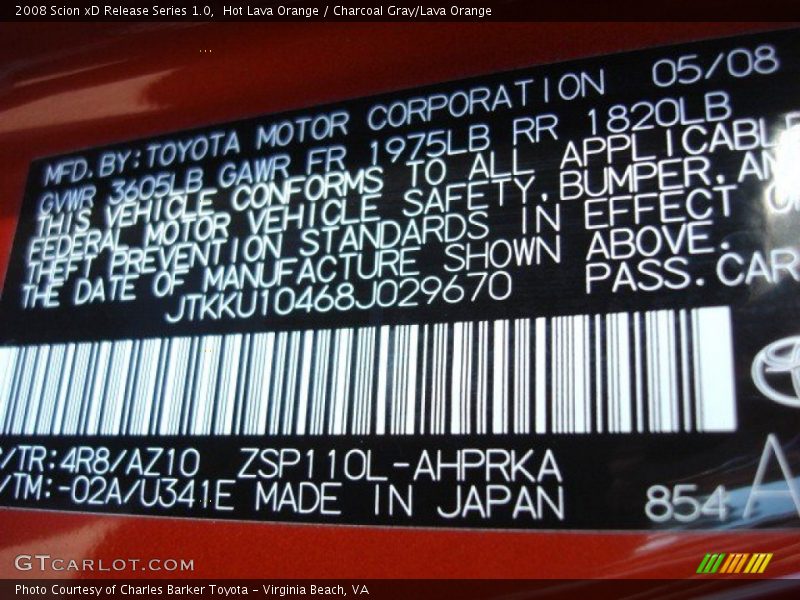 2008 Scion xD Release Series 1.0,  Hot Lava Orange / Charcoal Gray/Lava Orange
MFD.BY:TOYOTA MOTOR CORPORATION 05/08
GVWR 3605LB GAWR FR 1975LB RR 1820LB
THIS VEHICLE CONFORMS TO ALL APPLICABLE
FEDERAL MOTOR VEHICLE SAFETY,BUMPER,AN
THEFT PREVENTION STANDARDS IN EFFECT
THE DATE OF MANUFACTURE SHOWN ABOVE.
JTKKU10468J029670 PASS.CAR
/TR:4R8/AZ10 ZSP110L-AHPRKA
/TM:-02A/U341E MADE IN JAPAN 854 A
GTCARLOT.COM
Photo Courtesy of Charles Barker Toyota - Virginia Beach, VA